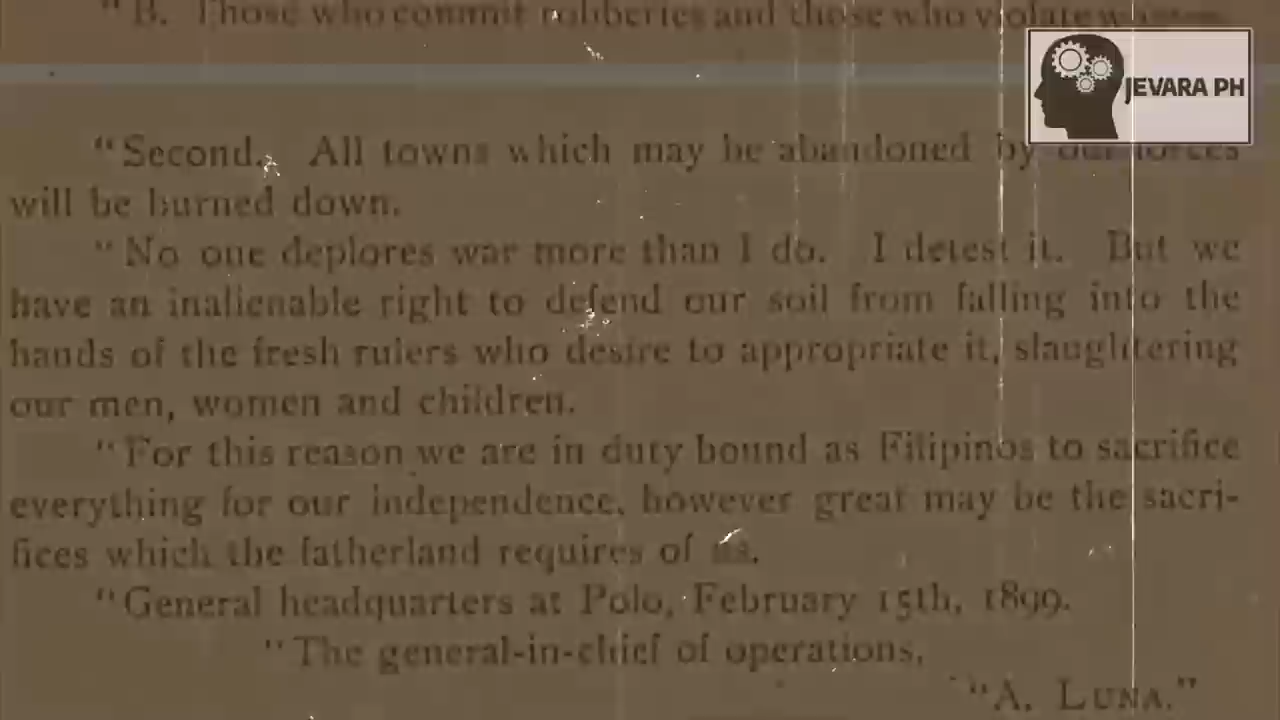 "B. Those who commit robberies and those who violate women
JEVARA PH
"Second. All towns which may be abandoned by our forces
will be burned down.
"No one deplores war more than I do. I detest it. But we
have an inalienable right to defend our soil from falling into the
hands of the fresh rulers who desire to appropriate it, slaughtering
our men, women and children.
"For this reason we are in duty bound as Filipinos to sacrifice
everything for our independence, however great may be the sacri-
fices which the fatherland requires of us.
"General headquarters at Polo, February 15th, 1899.
"The general-in-chief of operations,
"A. LUNA."